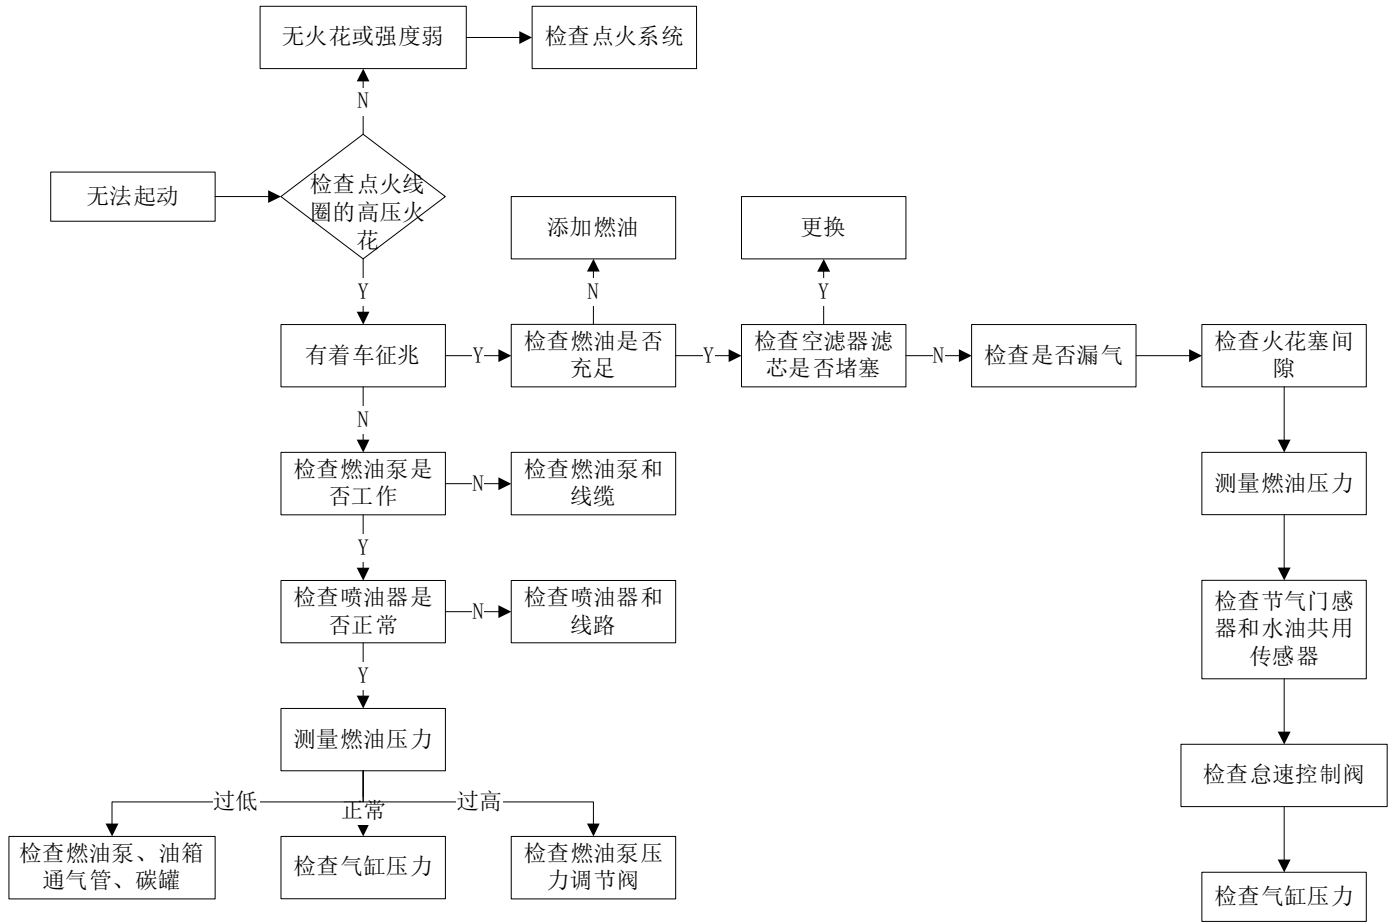 无火花或强度弱
检查点火系统
N
无法起动
检查点火线
圈的高压火
花
添加燃油
更换
Y
N
Y
有着车征兆
Y
检查燃油是否
充足
Y
检查空滤器滤
芯是否堵塞
N
检查是否漏气
检查火花塞间
隙
N
检查燃油泵是
否工作
N
检查燃油泵和
线缆
测量燃油压力
Y
检查喷油器是
否正常
N
检查喷油器和
线路
检查节气门感
器和水油共用
传感器
Y
测量燃油压力
检查怠速控制阀
过低
正常
过高
检查燃油泵、油箱
通气管、碳罐
检查气缸压力
检查燃油泵压
力调节阀
检查气缸压力